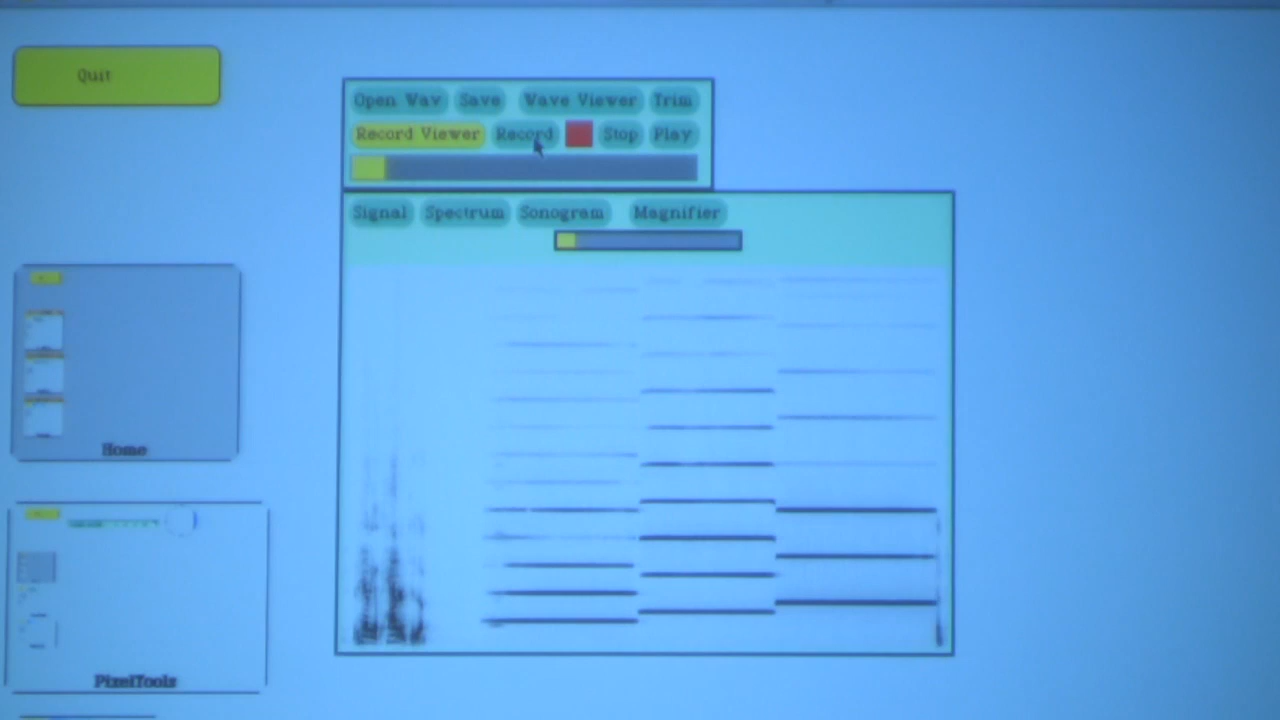 Quit
Open Wav Save Wave Viewer Trim
Record Viewer Record Stop Play
Signal Spectrum Sonogram Magnifier
Home
PixelTools